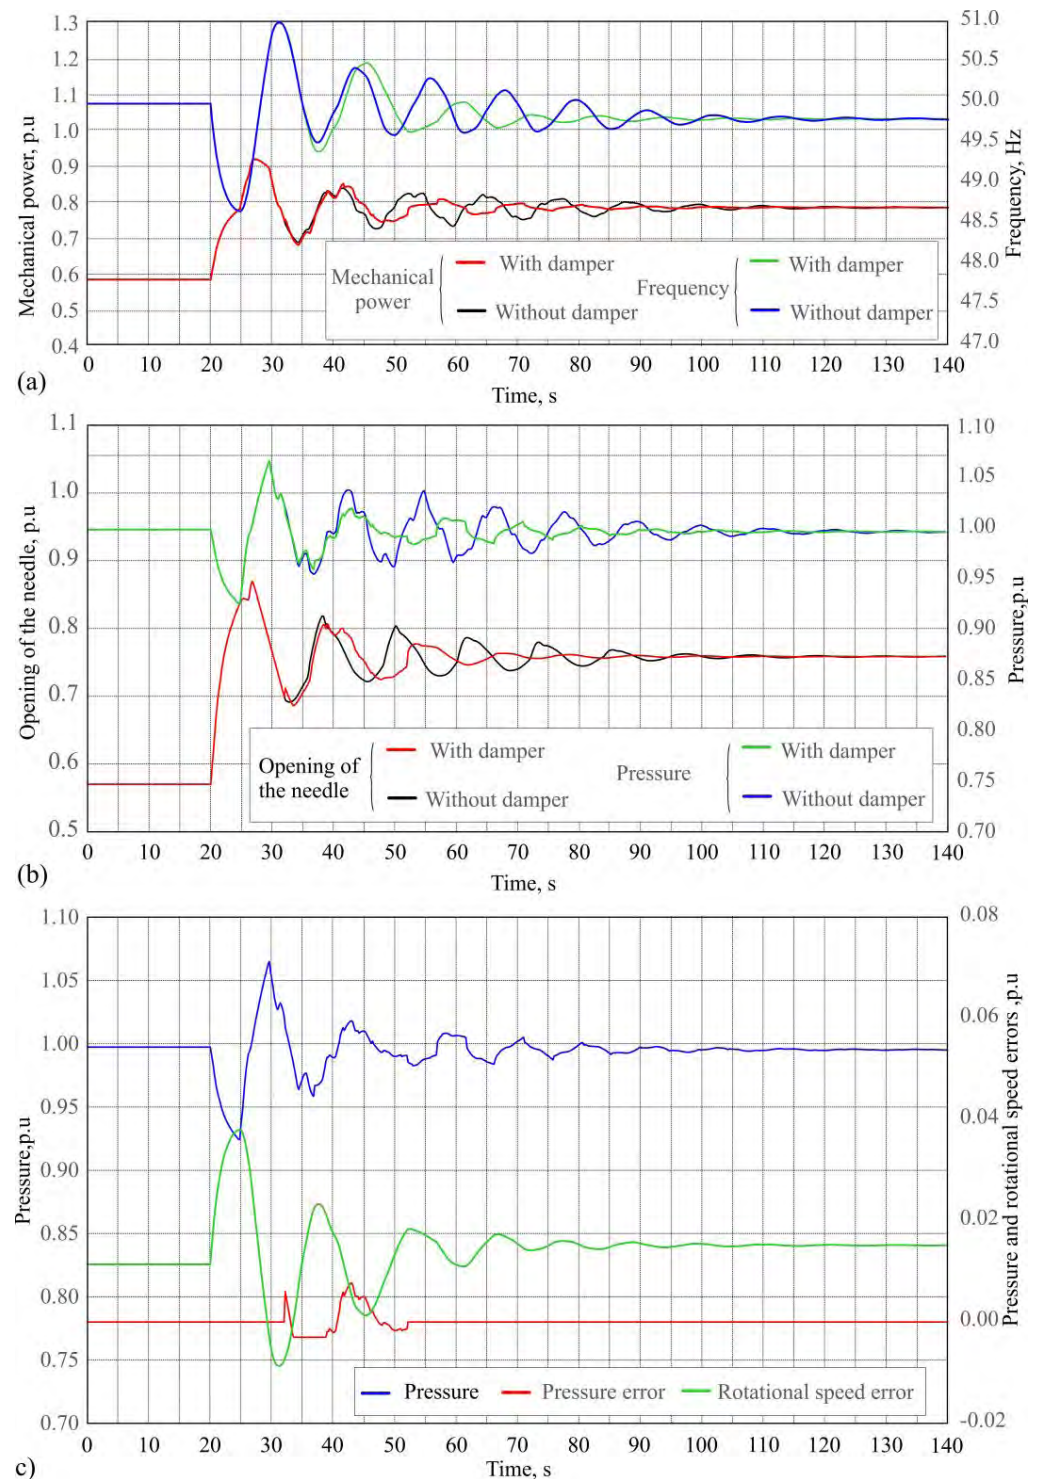 1.3
1.2
1.1
1.0
0.9
0.8
0.7
0.6
0.5
0.4
Mechanical power, p.u
51.0
50.5
50.0
49.5
49.0
48.5
48.0
47.5
47.0
Frequency, Hz
Mechanical power
With damper
Without damper
Frequency
With damper
Without damper
0 10 20 30 40 50 60 70 80 90 100 110 120 130 140
(a)
Time, s
1.1
1.0
0.9
0.8
0.7
0.6
0.5
Opening of the needle, p.u
1.10
1.05
1.00
0.95
0.90
0.85
0.80
0.75
0.70
Pressure,p.u
Opening of
the needle
With damper
Without damper
Pressure
With damper
Without damper
0 10 20 30 40 50 60 70 80 90 100 110 120 130 140
(b)
Time, s
1.10
1.05
1.00
0.95
0.90
0.85
0.80
0.75
0.70
Pressure,p.u
0.08
0.06
0.04
0.02
0.00
-0.02
Pressure and rotational speed errors ,p.u
Pressure Pressure error Rotational speed error
0 10 20 30 40 50 60 70 80 90 100 110 120 130 140
c)
Time, s